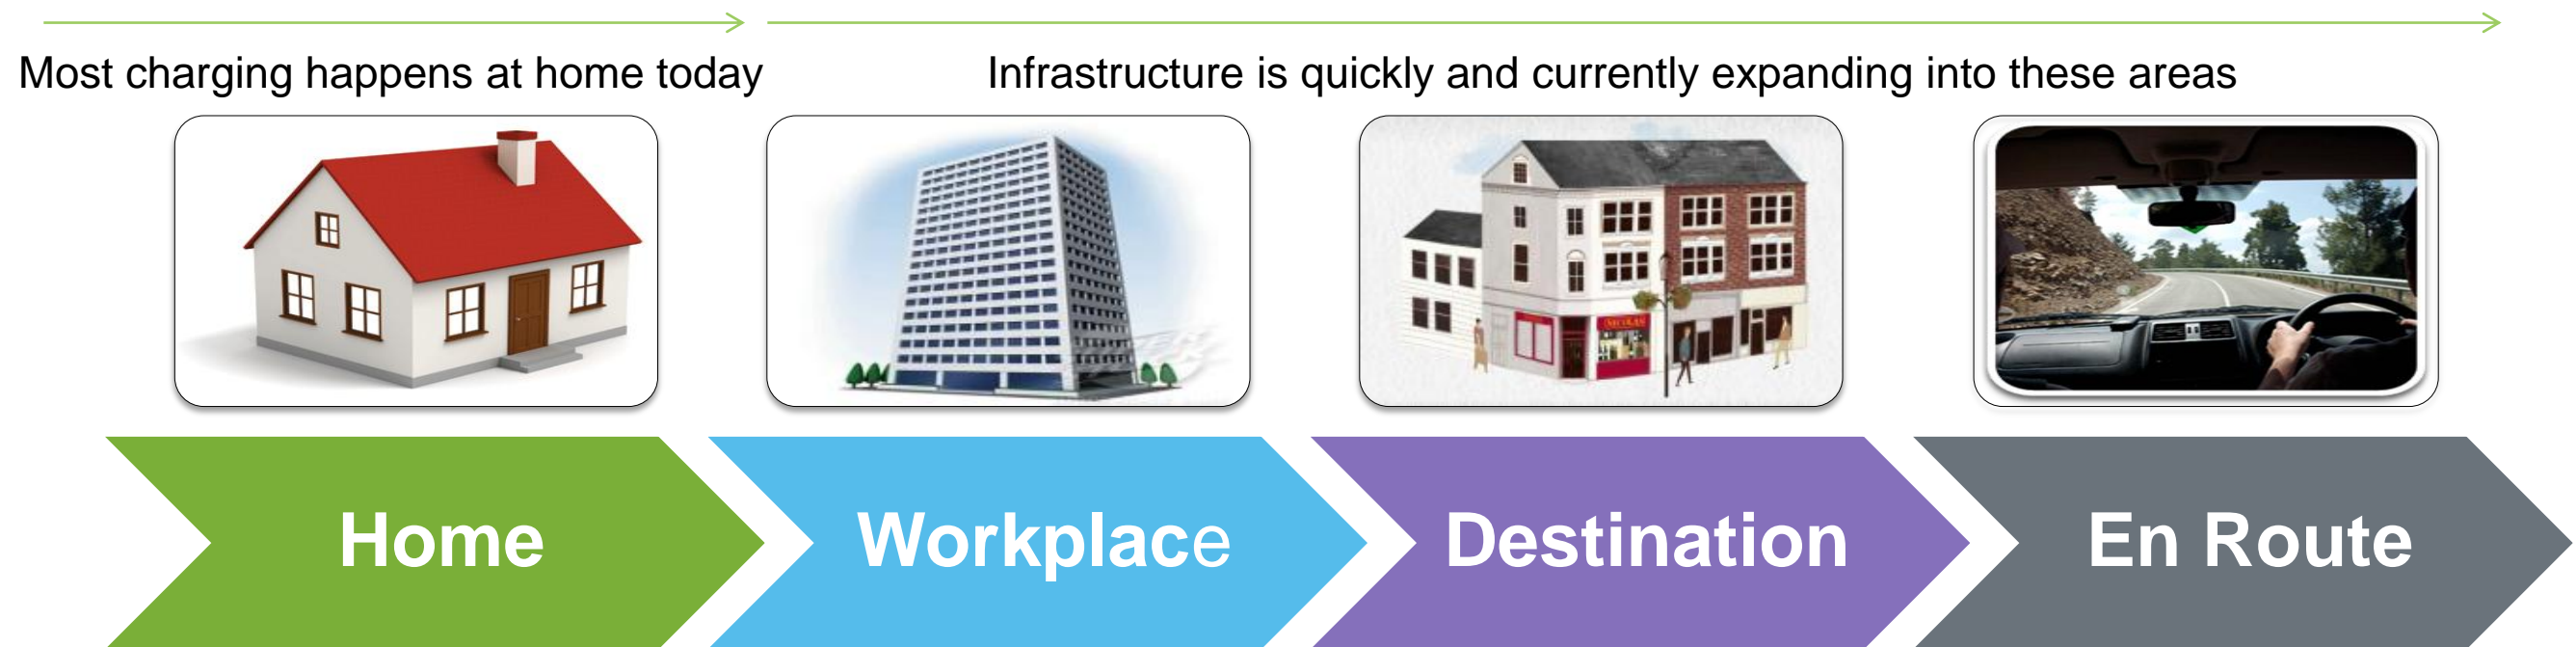 Most charging happens at home today
Infrastructure is quickly and currently expanding into these areas
Home
Workplace
Destination
En Route